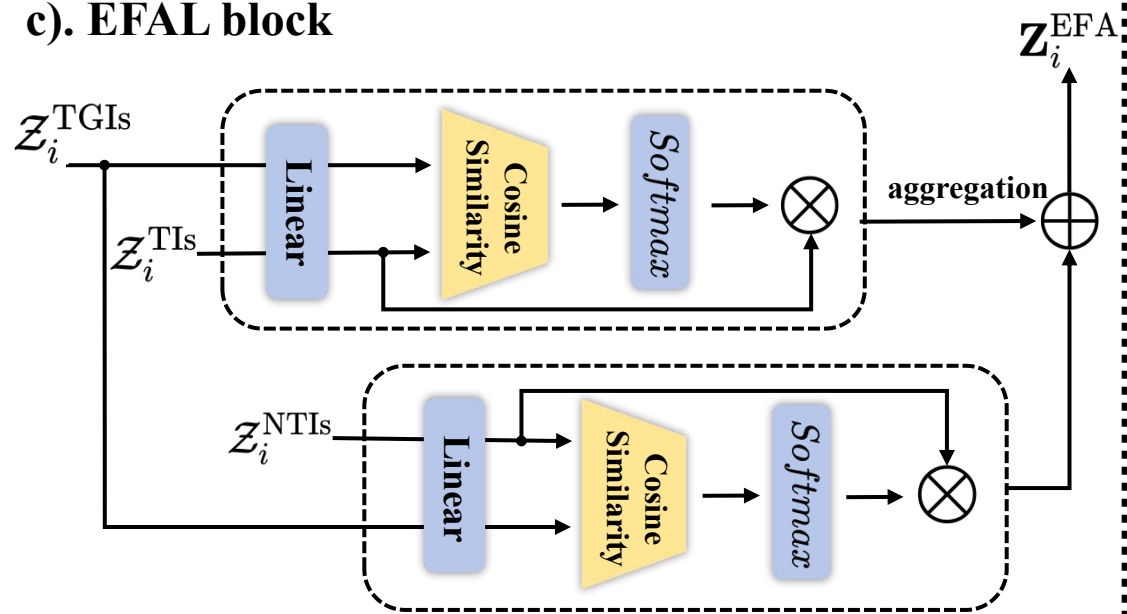 c). EFAL block
Z_i^EFA
Z_i^TGIs
Linear
Cosine
Similarity
Softmax
aggregation
Z_i^TIs
Z_i^NTIs
Linear
Cosine
Similarity
Softmax